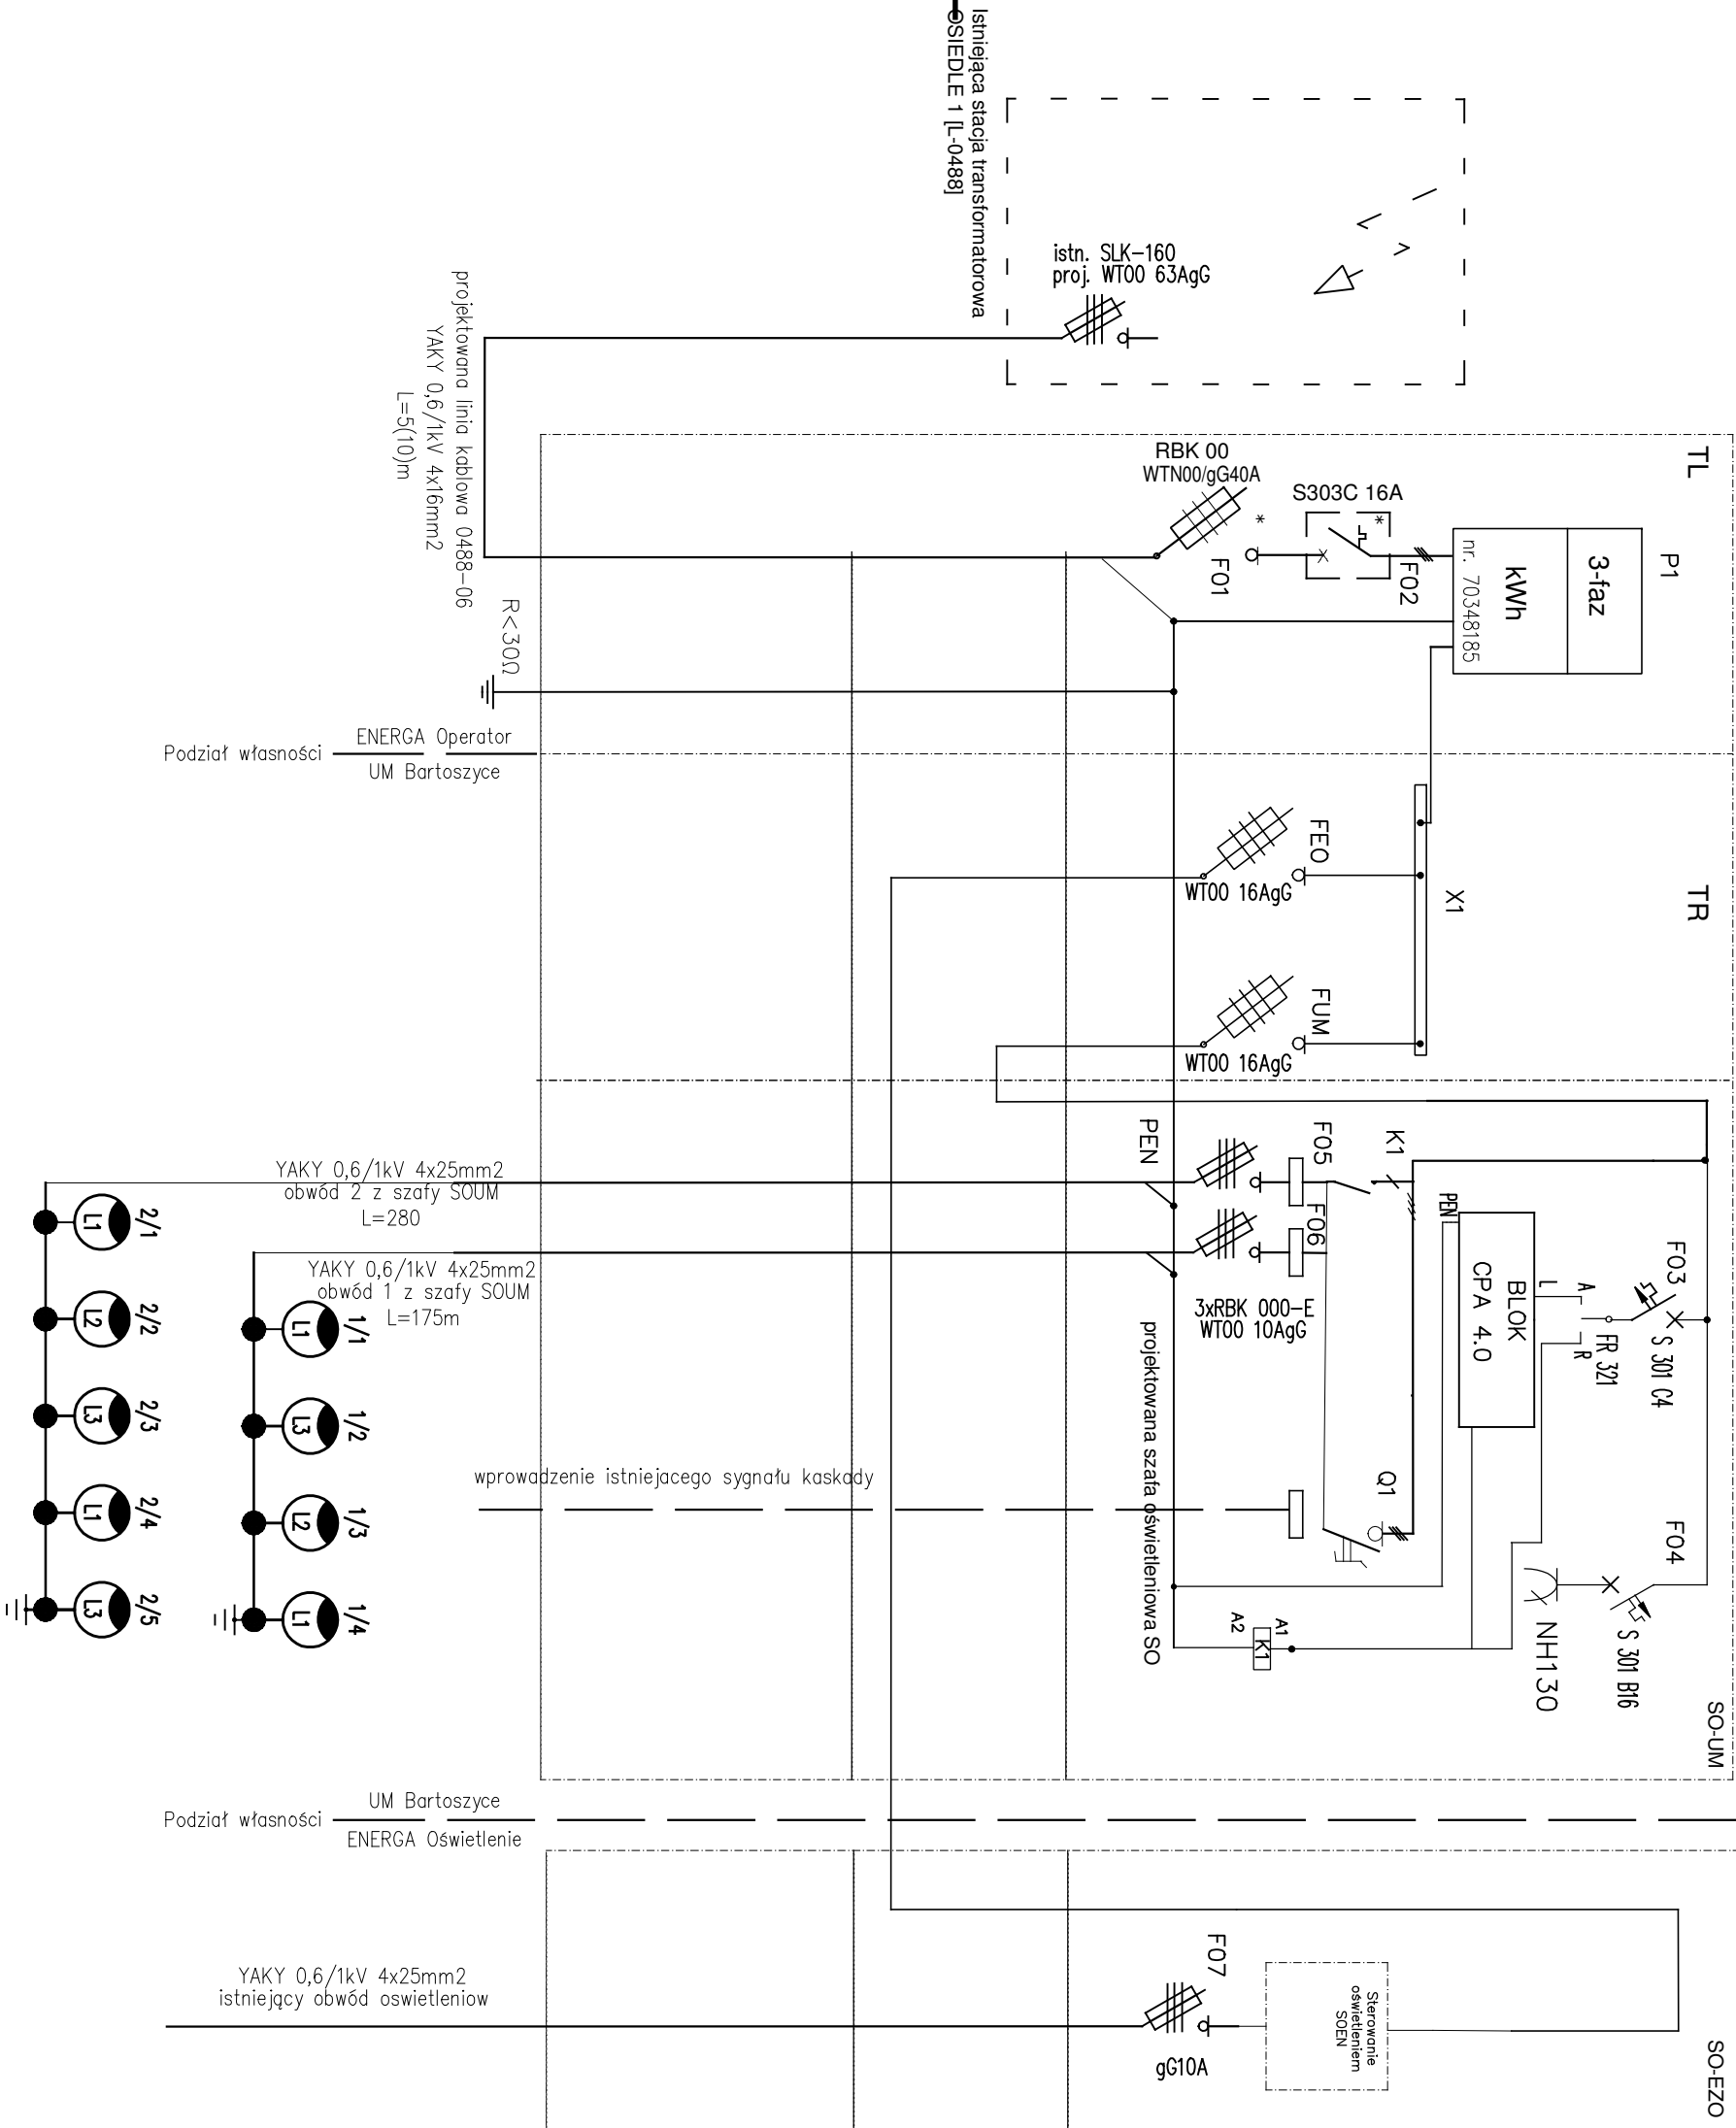 Istniejąca stacja transformatorowa
OSIEDLE 1 [L-0488]
istn. SLK-160
proj. WT00 63AgG
projektowana linia kablowa 0488-06
YAKY 0,6/1kV 4x16mm2
L=5(10)m
TL
RBK 00
WTN00/gG40A
*
F01
S303C 16A
*
F02
P1
3-faz
kWh
nr. 70348185
R<30Ω
Podział własności
ENERGA Operator
UM Bartoszyce
TR
X1
FEO
WT00 16AgG
FUM
WT00 16AgG
PEN
F05
F06
K1
PEN
BLOK
CPA 4.0
L
A
R
FR 321
F03
S 301 C4
3xRBK 000-E
WT00 10AgG
projektowana szafa oświetleniowa SO
Q1
F04
S 301 B16
NH130
A1
A2
K1
SO-UM
YAKY 0,6/1kV 4x25mm2
obwód 2 z szafy SOUM
L=280
YAKY 0,6/1kV 4x25mm2
obwód 1 z szafy SOUM
L=175m
L1 2/1
L2 2/2
L3 2/3
L1 2/4
L3 2/5
L1 1/1
L3 1/2
L2 1/3
L1 1/4
wprowadzenie istniejacego sygnału kaskady
Podział własności
UM Bartoszyce
ENERGA Oświetlenie
YAKY 0,6/1kV 4x25mm2
istniejący obwód oswietleniow
F07
gG10A
Sterowanie
oświetleniem
SOEN
SO-EZO